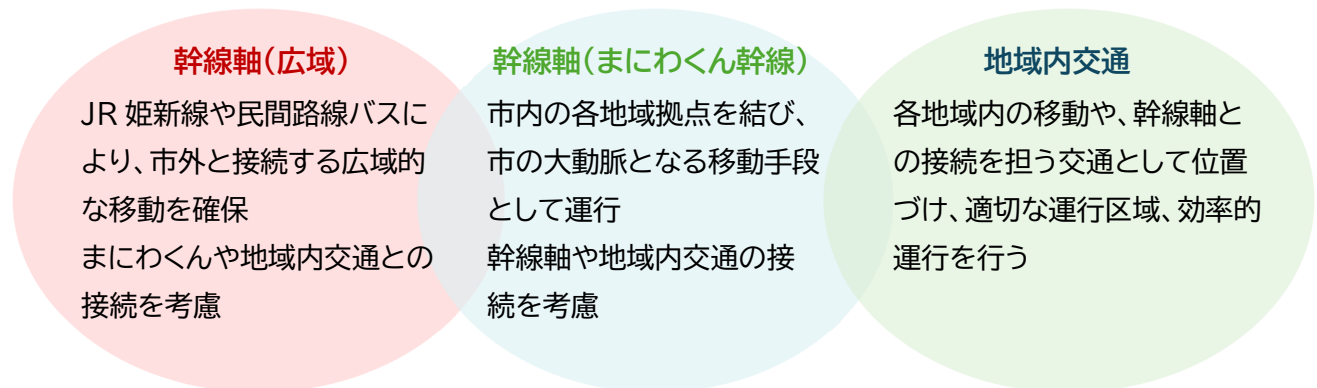 幹線軸(広域)
JR 姫新線や民間路線バスに
より、市外と接続する広域的
な移動を確保
まにわくんや地域内交通との
接続を考慮
幹線軸(まにわくん幹線)
市内の各地域拠点を結び、
市の大動脈となる移動手段
として運行
幹線軸や地域内交通の接
続を考慮
地域内交通
各地域内の移動や、幹線軸と
の接続を担う交通として位置
づけ、適切な運行区域、効率的
運行を行う